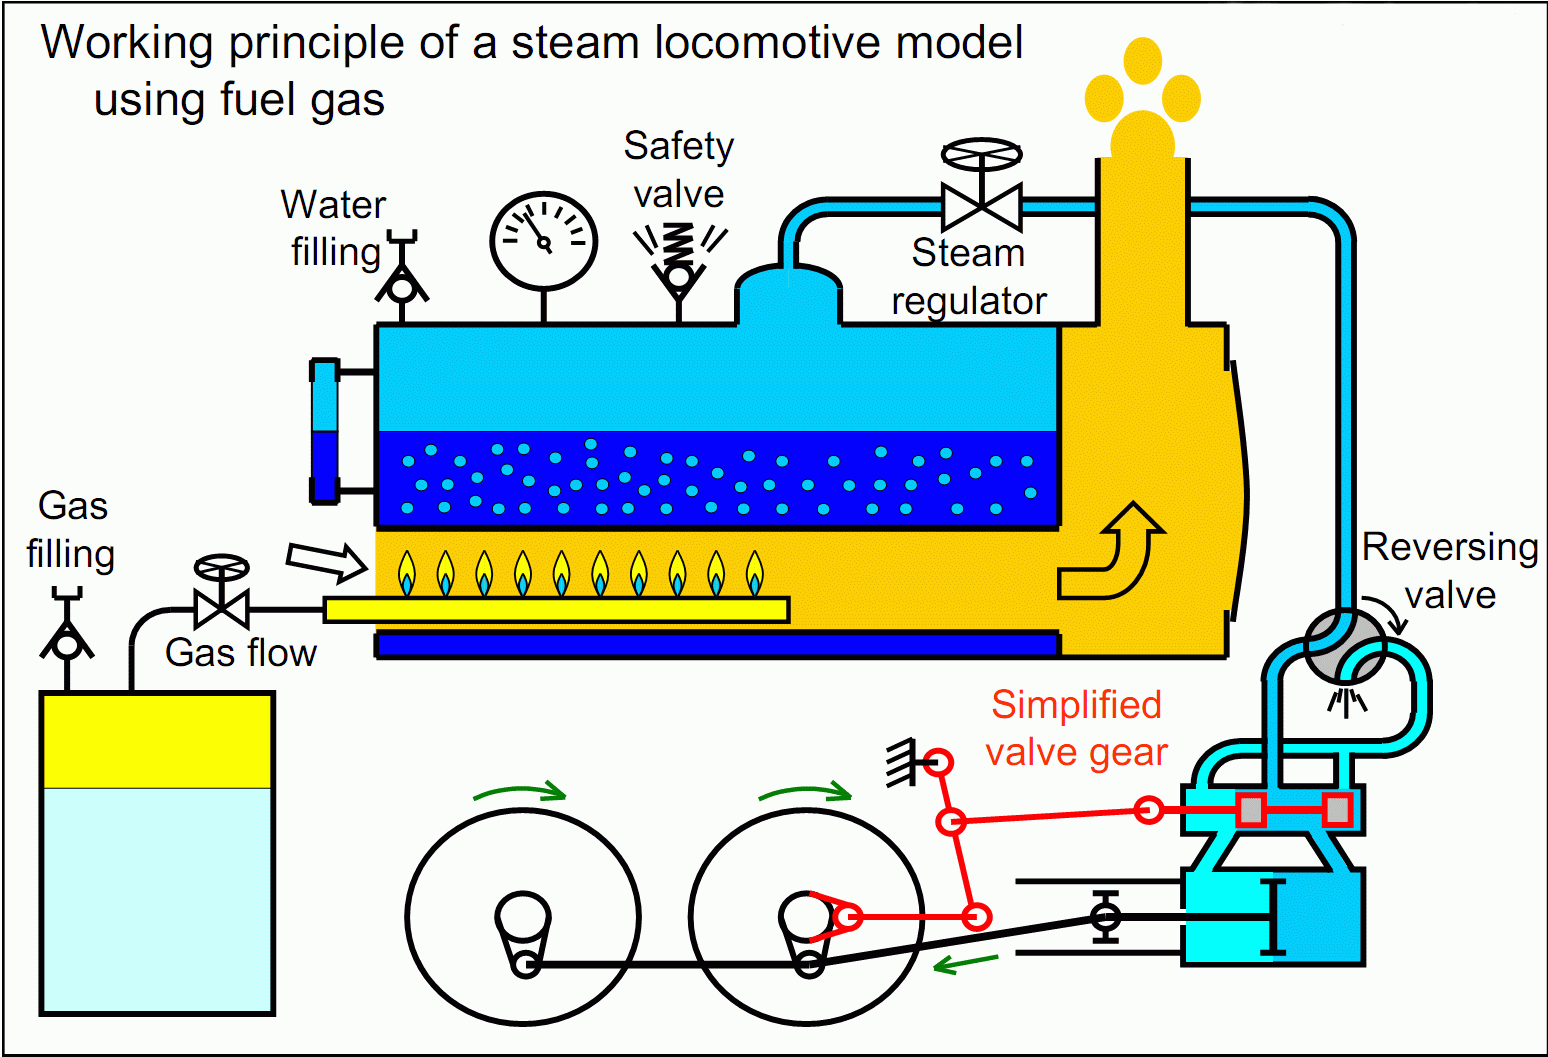 Working principle of a steam locomotive model
using fuel gas
Safety
valve
Water
filling
Steam
regulator
Gas
filling
Reversing
valve
Gas flow
Simplified
valve gear